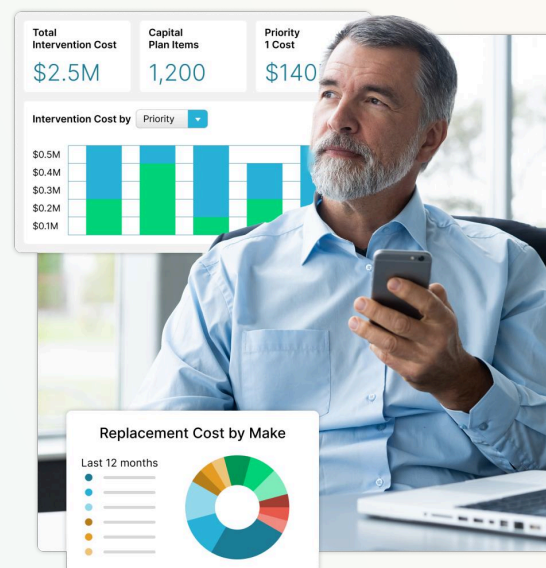 Total
Intervention Cost
$2.5M
Capital
Plan Items
1,200
Priority
1 Cost
$140
Intervention Cost by Priority
$0.5M
$0.4M
$0.3M
$0.2M
$0.1M
Replacement Cost by Make
Last 12 months